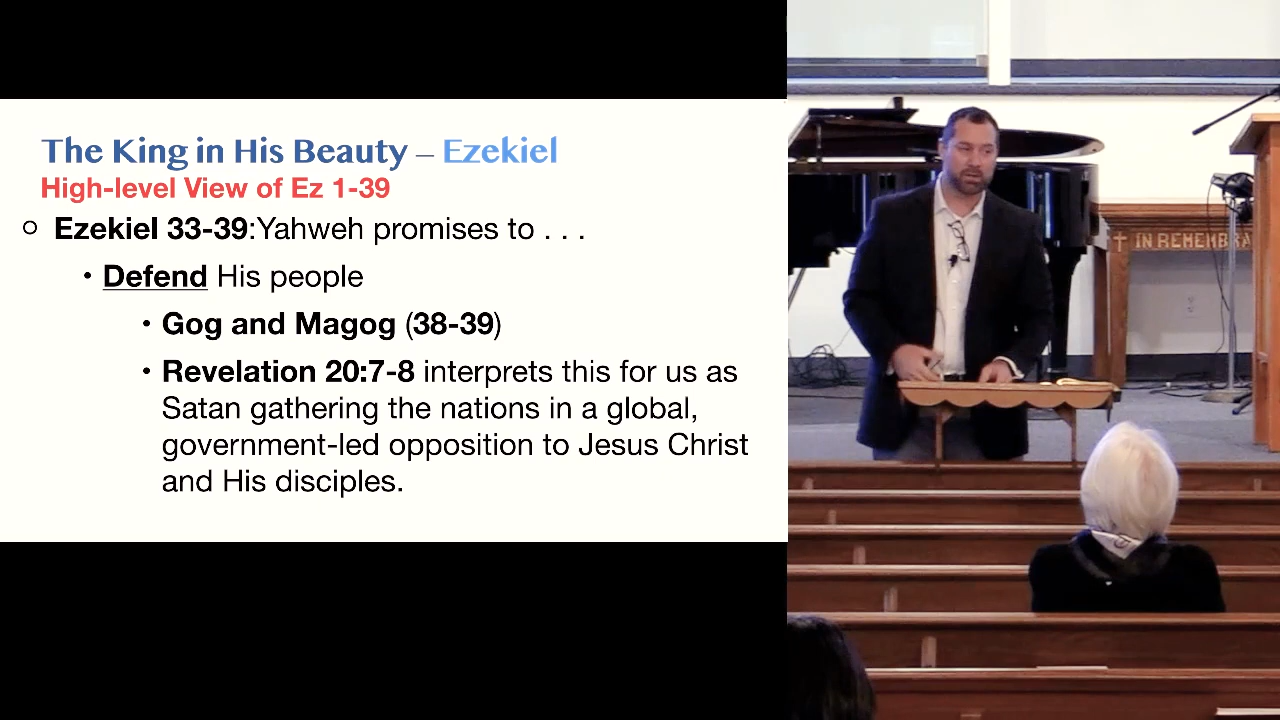 The King in His Beauty – Ezekiel
High-level View of Ez 1-39
Ezekiel 33-39:Yahweh promises to . . .
• Defend His people
• Gog and Magog (38-39)
• Revelation 20:7-8 interprets this for us as
Satan gathering the nations in a global,
government-led opposition to Jesus Christ
and His disciples.
IN REMEMBRA